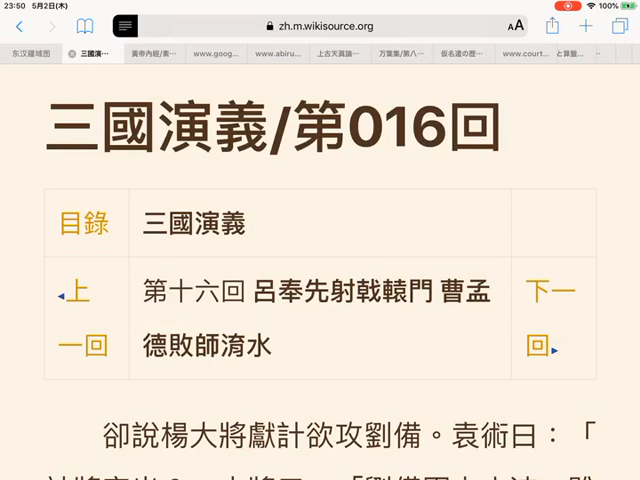 23:50 5月2日(木) 100%
zh.m.wikisource.org
AA
东汉疆域图 三國演… 黃帝内經/素… www.goog… www.abiru… 上古天真論… 万葉集/第八… 仮名遣の歴… www.court… と算盤…
三國演義/第016回
目錄 三國演義
上一回 第十六回 呂奉先射戟轅門 曹孟德敗師淯水 下一回
卻說楊大將獻計欲攻劉備。袁術曰：「